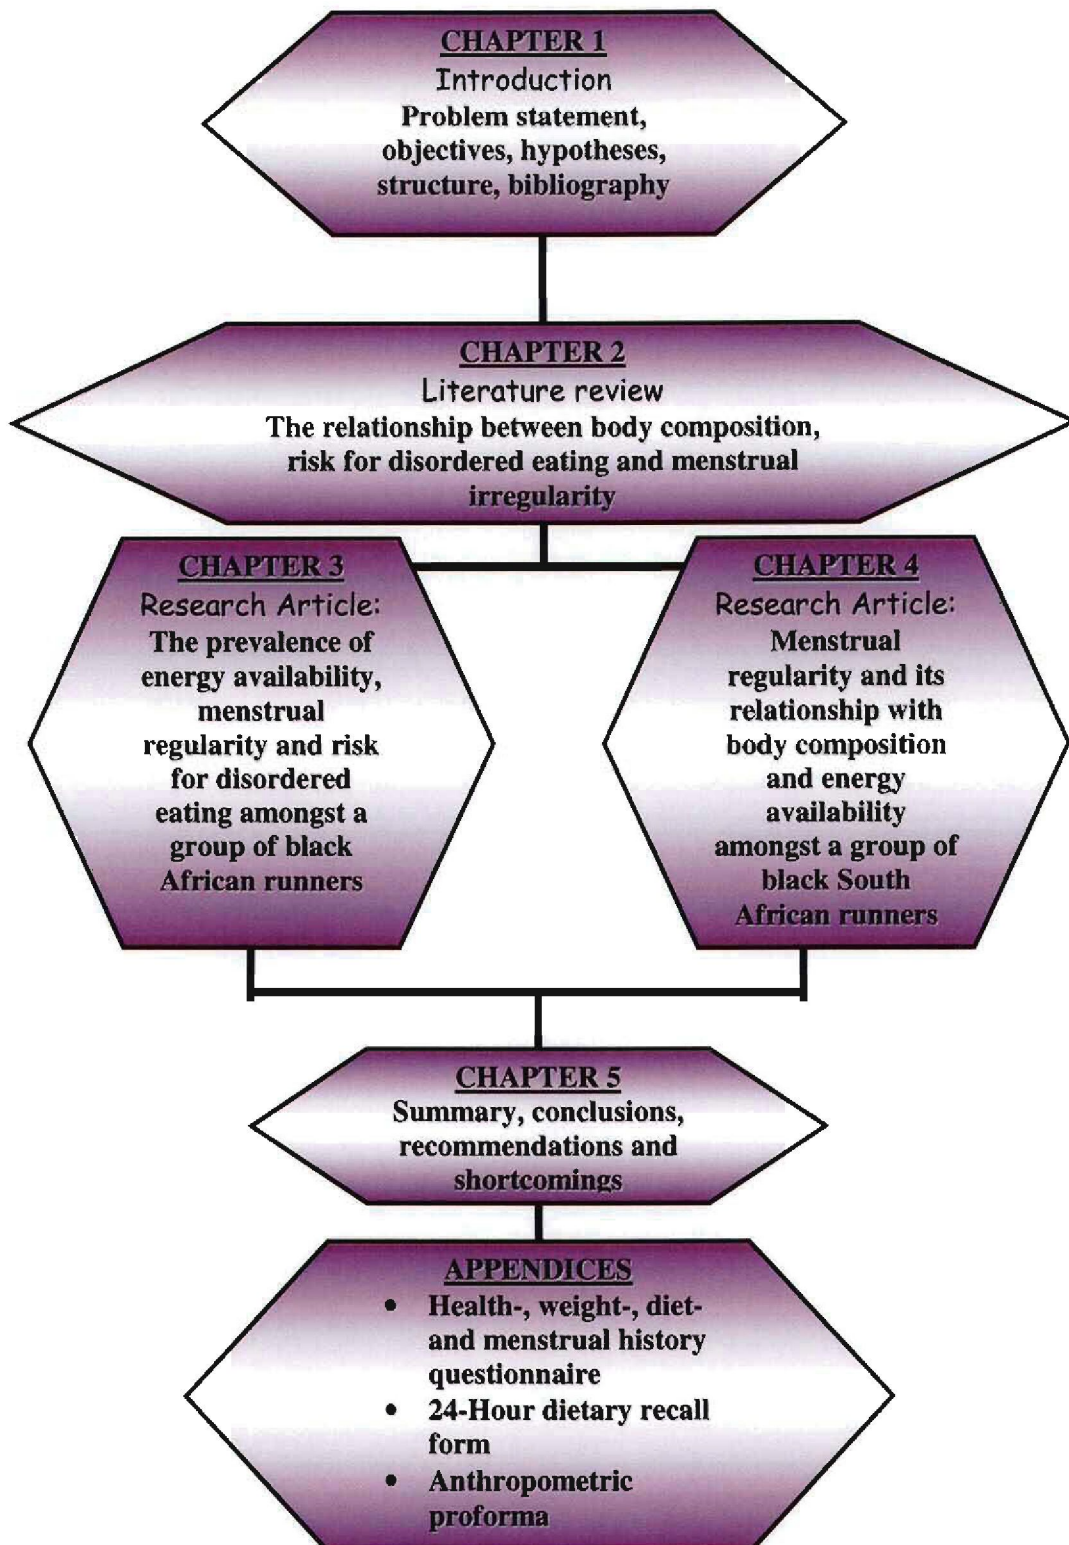 CHAPTER 1
Introduction
Problem statement,
objectives, hypotheses,
structure, bibliography
CHAPTER 2
Literature review
The relationship between body composition,
risk for disordered eating and menstrual
irregularity
CHAPTER 3
Research Article:
The prevalence of
energy availability,
menstrual
regularity and risk
for disordered
eating amongst a
group of black
African runners
CHAPTER 4
Research Article:
Menstrual
regularity and its
relationship with
body composition
and energy
availability
amongst a group of
black South
African runners
CHAPTER 5
Summary, conclusions,
recommendations and
shortcomings
APPENDICES
• Health-, weight-, diet-
and menstrual history
questionnaire
• 24-Hour dietary recall
form
• Anthropometric
proforma